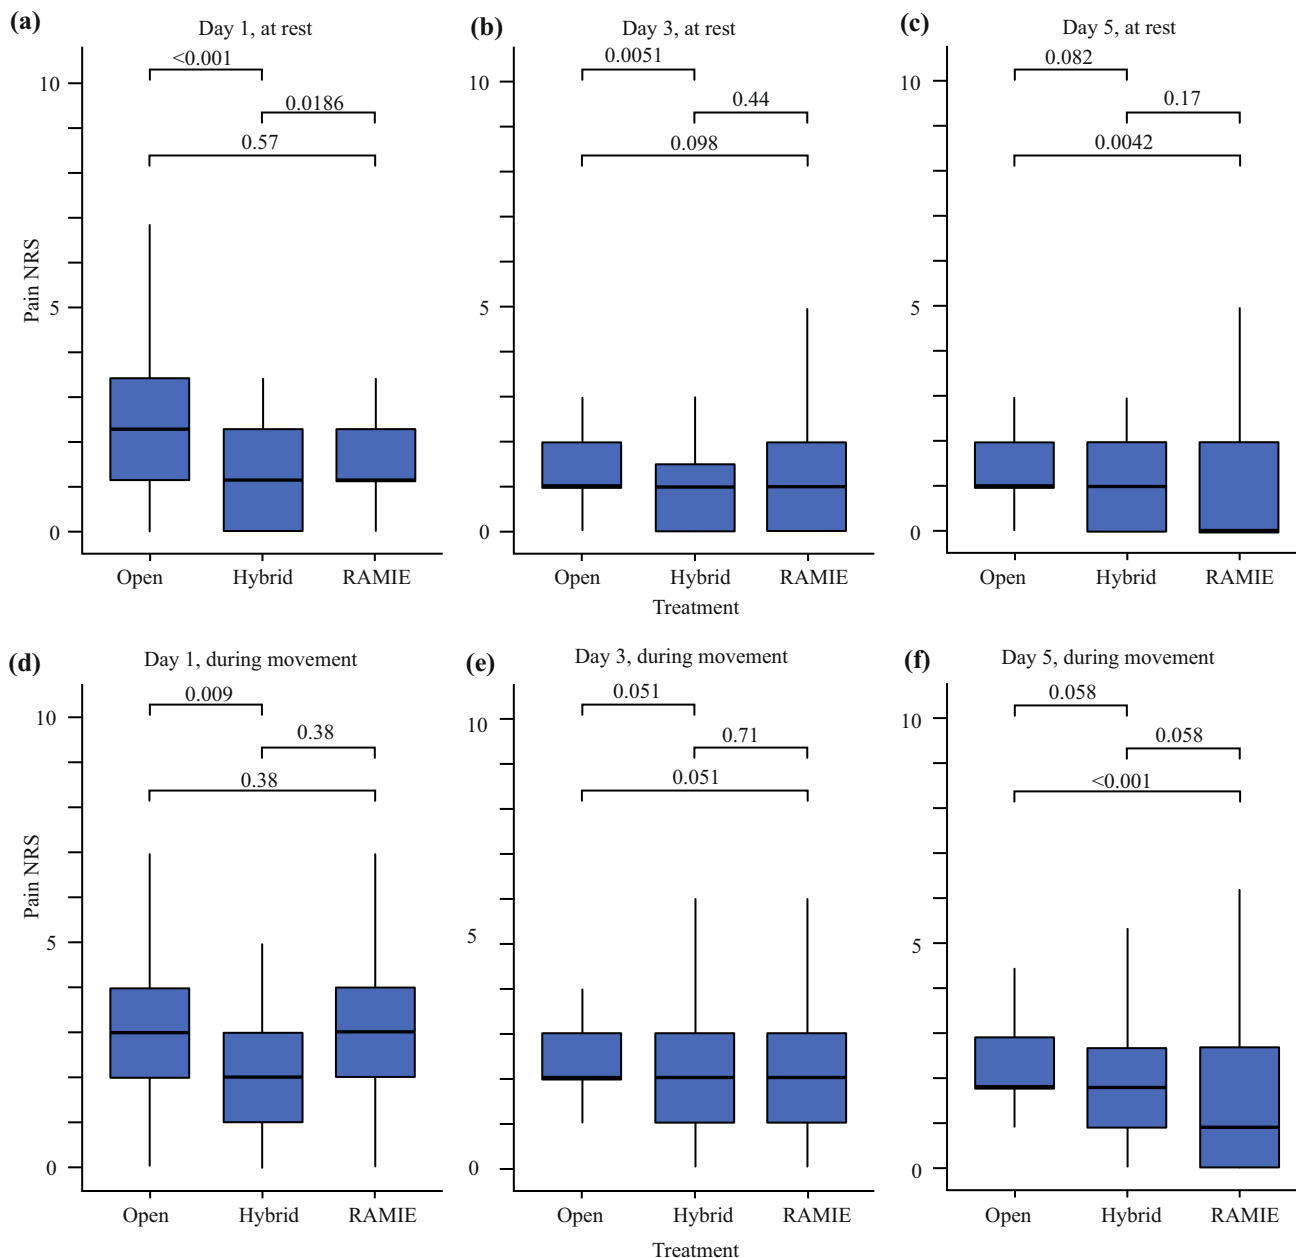 (a) Day 1, at rest
(b) Day 3, at rest
(c) Day 5, at rest
<0.001
0.0186
0.57
0.0051
0.44
0.098
0.082
0.17
0.0042
Pain NRS
10
5
0
10
5
0
10
5
0
Open Hybrid RAMIE
Open Hybrid RAMIE
Open Hybrid RAMIE
Treatment
(d) Day 1, during movement
(e) Day 3, during movement
(f) Day 5, during movement
0.009
0.38
0.38
0.051
0.71
0.051
0.058
0.058
<0.001
Pain NRS
10
5
0
10
5
0
10
5
0
Open Hybrid RAMIE
Open Hybrid RAMIE
Open Hybrid RAMIE
Treatment